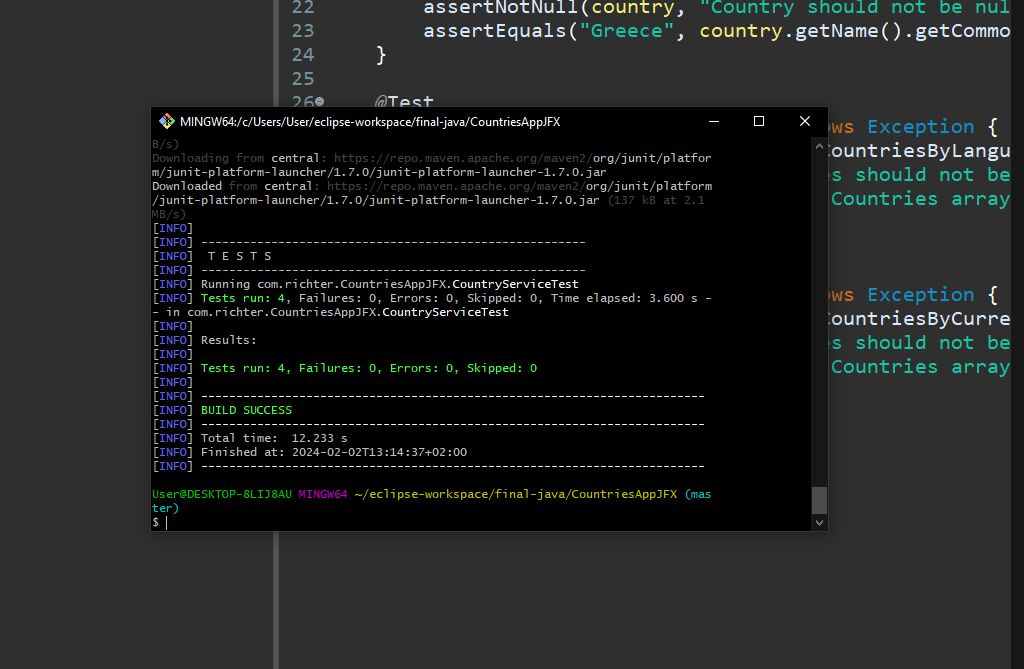 22 assertNotNull(country, "Country should not be nul
23 assertEquals("Greece", country.getName().getCommo
24 }
25
26 @Test
MINGW64:/c/Users/User/eclipse-workspace/final-java/CountriesAppJFX
B/s)
Downloading from central: https://repo.maven.apache.org/maven2/org/junit/platfor
m/junit-platform-launcher/1.7.0/junit-platform-launcher-1.7.0.jar
Downloaded from central: https://repo.maven.apache.org/maven2/org/junit/platform
/junit-platform-launcher/1.7.0/junit-platform-launcher-1.7.0.jar (137 kB at 2.1
MB/s)
[INFO]
[INFO] -------------------------------------------------------
[INFO]  T E S T S
[INFO] -------------------------------------------------------
[INFO] Running com.richter.CountriesAppJFX.CountryServiceTest
[INFO] Tests run: 4, Failures: 0, Errors: 0, Skipped: 0, Time elapsed: 3.600 s -
- in com.richter.CountriesAppJFX.CountryServiceTest
[INFO]
[INFO] Results:
[INFO]
[INFO] Tests run: 4, Failures: 0, Errors: 0, Skipped: 0
[INFO]
[INFO] ------------------------------------------------------------------------
[INFO] BUILD SUCCESS
[INFO] ------------------------------------------------------------------------
[INFO] Total time:  12.233 s
[INFO] Finished at: 2024-02-02T13:14:37+02:00
[INFO] ------------------------------------------------------------------------
User@DESKTOP-8LIJ8AU MINGW64 ~/eclipse-workspace/final-java/CountriesAppJFX (mas
ter)
$
ows Exception {
CountriesByLangu
es should not be
Countries array
ows Exception {
CountriesByCurre
es should not be
Countries array